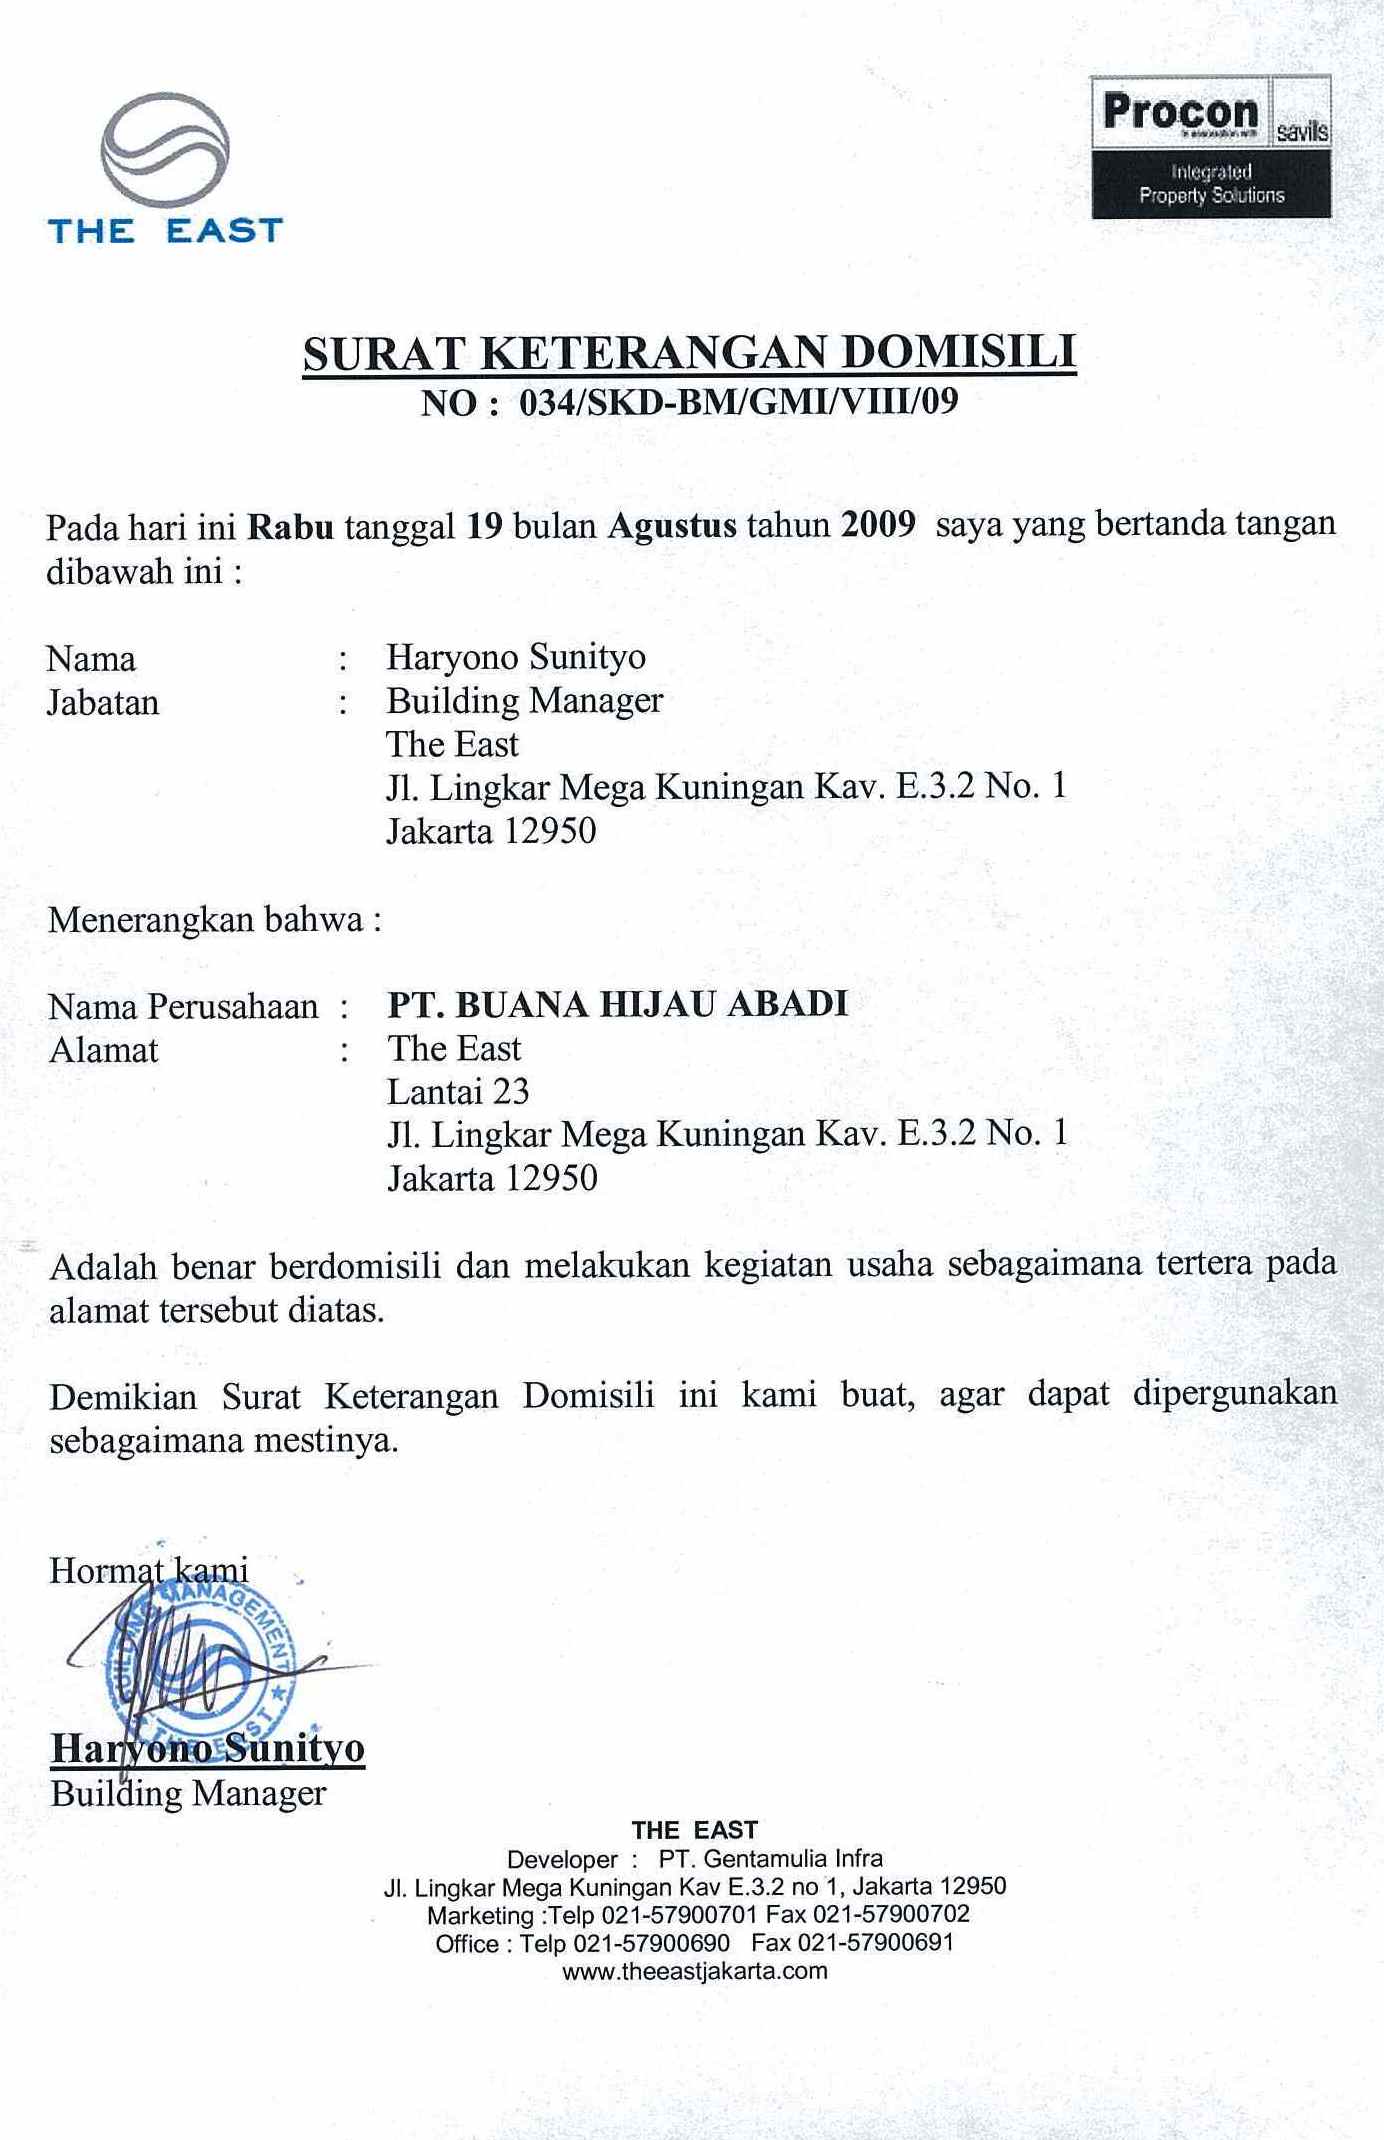 THE EAST
Procon
savills
Integrated
Property Solutions
SURAT KETERANGAN DOMISILI
NO : 034/SKD-BM/GMI/VIII/09
Pada hari ini Rabu tanggal 19 bulan Agustus tahun 2009 saya yang bertanda tangan
dibawah ini :
Nama : Haryono Sunityo
Jabatan : Building Manager
The East
Jl. Lingkar Mega Kuningan Kav. E.3.2 No. 1
Jakarta 12950
Menerangkan bahwa :
Nama Perusahaan : PT. BUANA HIJAU ABADI
Alamat : The East
Lantai 23
Jl. Lingkar Mega Kuningan Kav. E.3.2 No. 1
Jakarta 12950
Adalah benar berdomisili dan melakukan kegiatan usaha sebagaimana tertera pada
alamat tersebut diatas.
Demikian Surat Keterangan Domisili ini kami buat, agar dapat dipergunakan
sebagaimana mestinya.
Hormat kami
BUILDING MANAGEMENT
THE EAST
Haryono Sunityo
Building Manager
THE EAST
Developer : PT. Gentamulia Infra
Jl. Lingkar Mega Kuningan Kav E.3.2 no 1, Jakarta 12950
Marketing :Telp 021-57900701 Fax 021-57900702
Office : Telp 021-57900690 Fax 021-57900691
www.theeastjakarta.com